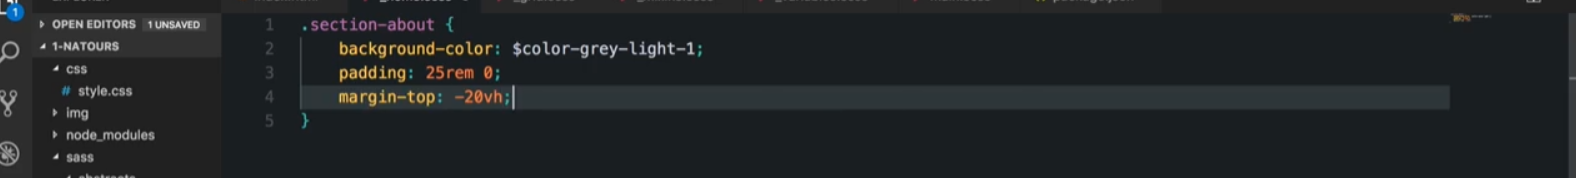 1
OPEN EDITORS 1 UNSAVED
1-NATOURS
css
# style.css
img
node_modules
sass
1 .section-about {
2 background-color: $color-grey-light-1;
3 padding: 25rem 0;
4 margin-top: -20vh;
5 }